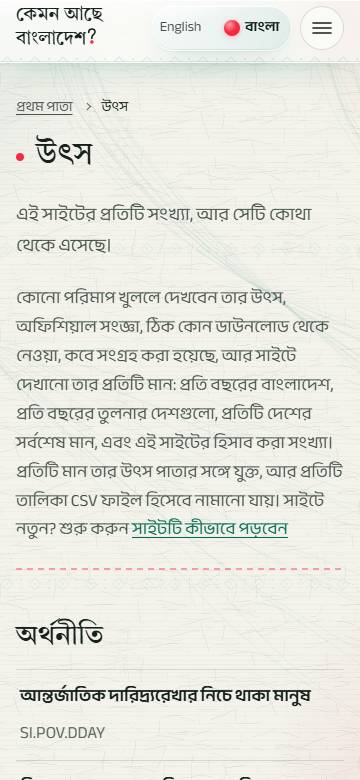 কেমন আছে
বাংলাদেশ?
English
বাংলা
প্রথম পাতা > উৎস
উৎস
এই সাইটের প্রতিটি সংখ্যা, আর সেটি কোথা
থেকে এসেছে।
কোনো পরিমাপ খুললে দেখবেন তার উৎস,
অফিশিয়াল সংজ্ঞা, ঠিক কোন ডাউনলোড থেকে
নেওয়া, কবে সংগ্রহ করা হয়েছে, আর সাইটে
দেখানো তার প্রতিটি মান: প্রতি বছরের বাংলাদেশ,
প্রতি বছরের তুলনার দেশগুলো, প্রতিটি দেশের
সর্বশেষ মান, এবং এই সাইটের হিসাব করা সংখ্যা।
প্রতিটি মান তার উৎস পাতার সঙ্গে যুক্ত, আর প্রতিটি
তালিকা CSV ফাইল হিসেবে নামানো যায়। সাইটে
নতুন? শুরু করুন সাইটটি কীভাবে পড়বেন
অর্থনীতি
আন্তর্জাতিক দারিদ্র্যরেখার নিচে থাকা মানুষ
SI.POV.DDAY